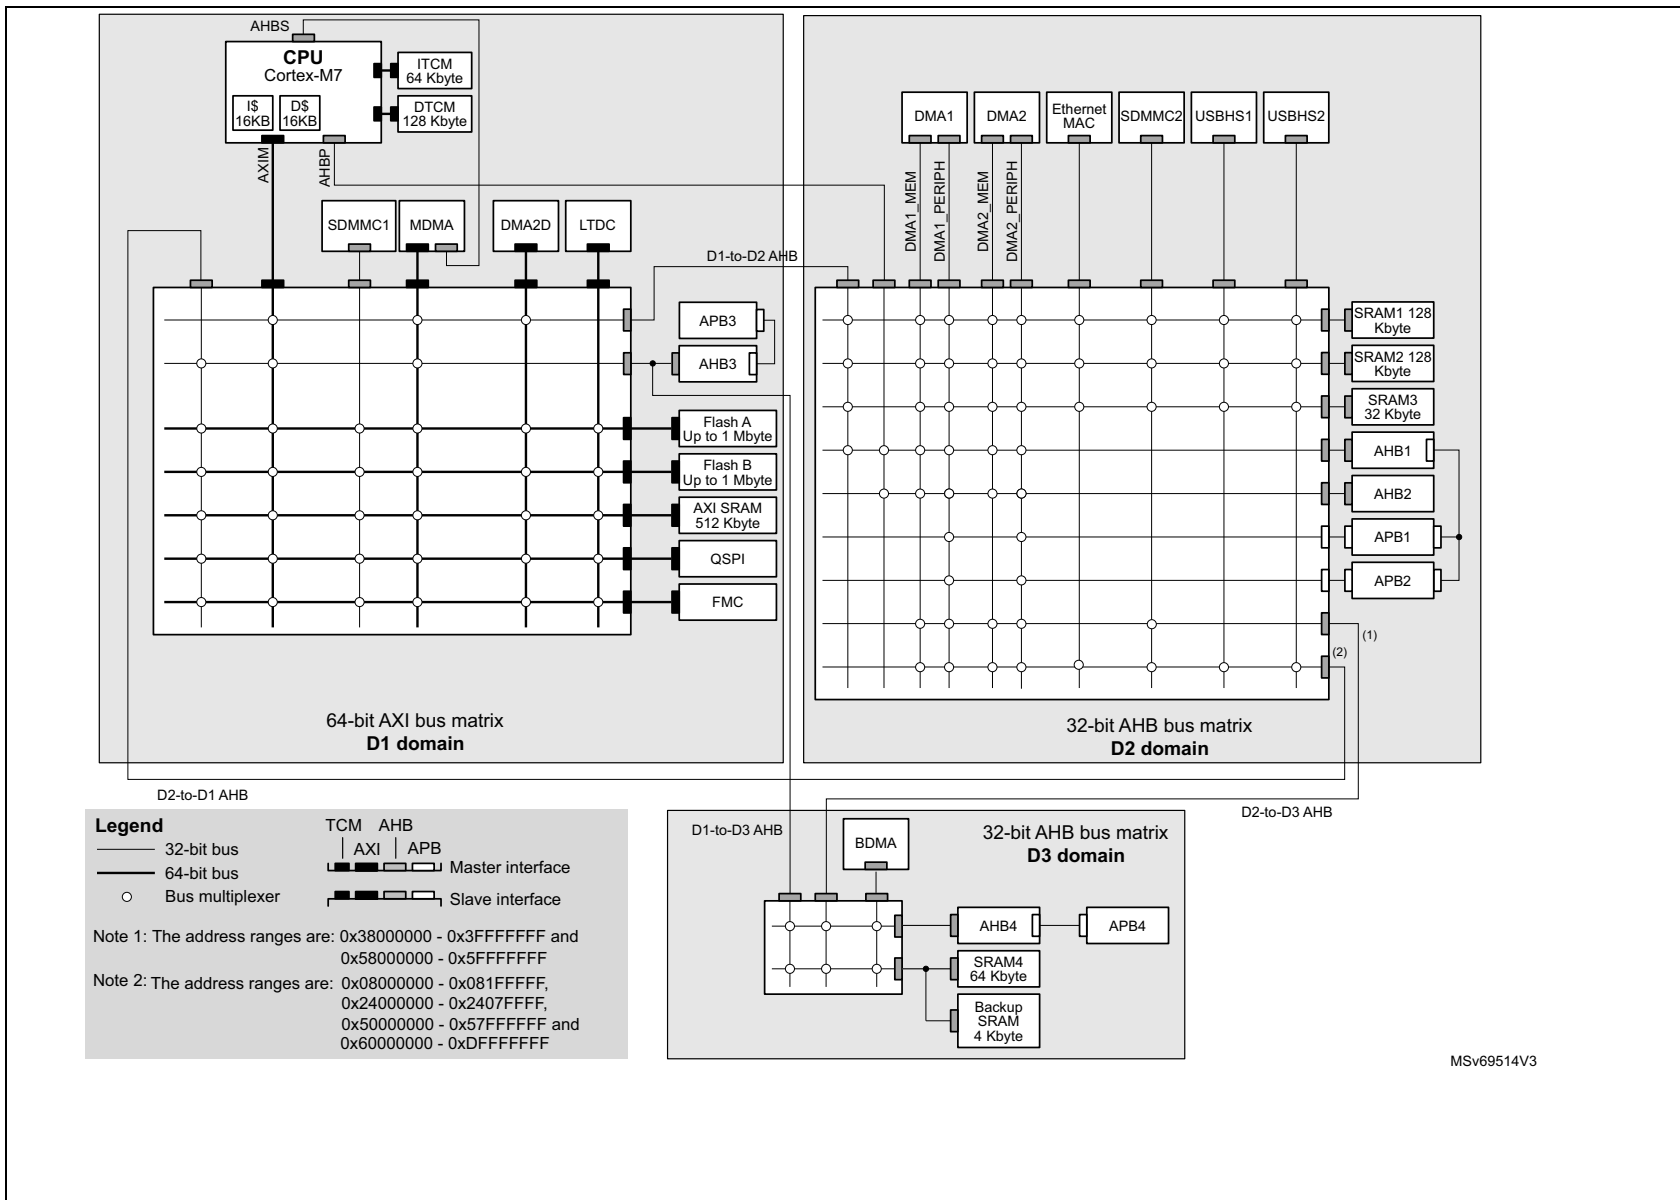 AHBS
CPU
Cortex-M7
I$
16KB
D$
16KB
ITCM
64 Kbyte
DTCM
128 Kbyte
AXIM
AHBP
SDMMC1
MDMA
DMA2D
LTDC
D1-to-D2 AHB
APB3
AHB3
Flash A
Up to 1 Mbyte
Flash B
Up to 1 Mbyte
AXI SRAM
512 Kbyte
QSPI
FMC
64-bit AXI bus matrix
D1 domain
DMA1
DMA2
Ethernet
MAC
SDMMC2
USBHS1
USBHS2
DMA1_MEM
DMA1_PERIPH
DMA2_MEM
DMA2_PERIPH
SRAM1 128
Kbyte
SRAM2 128
Kbyte
SRAM3
32 Kbyte
AHB1
AHB2
APB1
APB2
(1)
(2)
32-bit AHB bus matrix
D2 domain
D2-to-D1 AHB
D2-to-D3 AHB
D1-to-D3 AHB
BDMA
32-bit AHB bus matrix
D3 domain
AHB4
APB4
SRAM4
64 Kbyte
Backup
SRAM
4 Kbyte
Legend
32-bit bus
64-bit bus
Bus multiplexer
TCM AHB
AXI APB
Master interface
Slave interface
Note 1: The address ranges are: 0x38000000 - 0x3FFFFFFF and
0x58000000 - 0x5FFFFFFF
Note 2: The address ranges are: 0x08000000 - 0x081FFFFF,
0x24000000 - 0x2407FFFF,
0x50000000 - 0x57FFFFFF and
0x60000000 - 0xDFFFFFFF
MSv69514V3